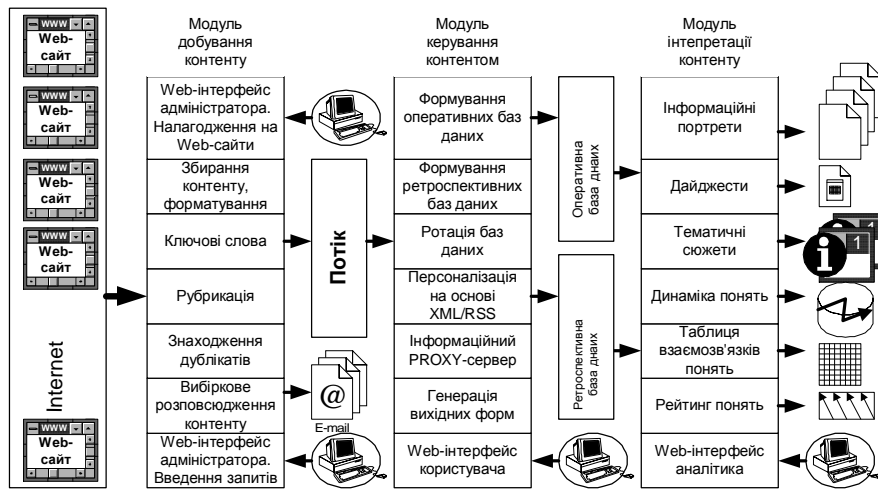 WWW
Web-
сайт
WWW
Web-
сайт
WWW
Web-
сайт
WWW
Web-
сайт
Internet
WWW
Web-
сайт
Модуль
добування
контенту
Web-інтерфейс
адміністратора.
Налагодження на
Web-сайти
Збирання
контенту,
форматування
Ключові слова
Рубрикація
Знаходження
дублікатів
Вибіркове
розповсюдження
контенту
Web-інтерфейс
адміністратора.
Введення запитів
Потік
@
E-mail
Модуль
керування
контентом
Формування
оперативних баз
даних
Формування
ретроспективних
баз даних
Ротація баз
даних
Персоналізація
на основі
XML/RSS
Інформаційний
PROXY-сервер
Генерація
вихідних форм
Web-інтерфейс
користувача
Оперативна
база днаих
Ретроспективна
база днаих
Модуль
інтепретації
контенту
Інформаційні
портрети
Дайджести
Тематичні
сюжети
Динаміка понять
Таблиця
взаємозв'язків
понять
Рейтинг понять
Web-інтерфейс
аналітика
1
1
i